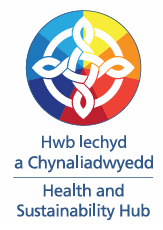 Hwb Iechyd
a Chynaliadwyedd
Health and
Sustainability Hub